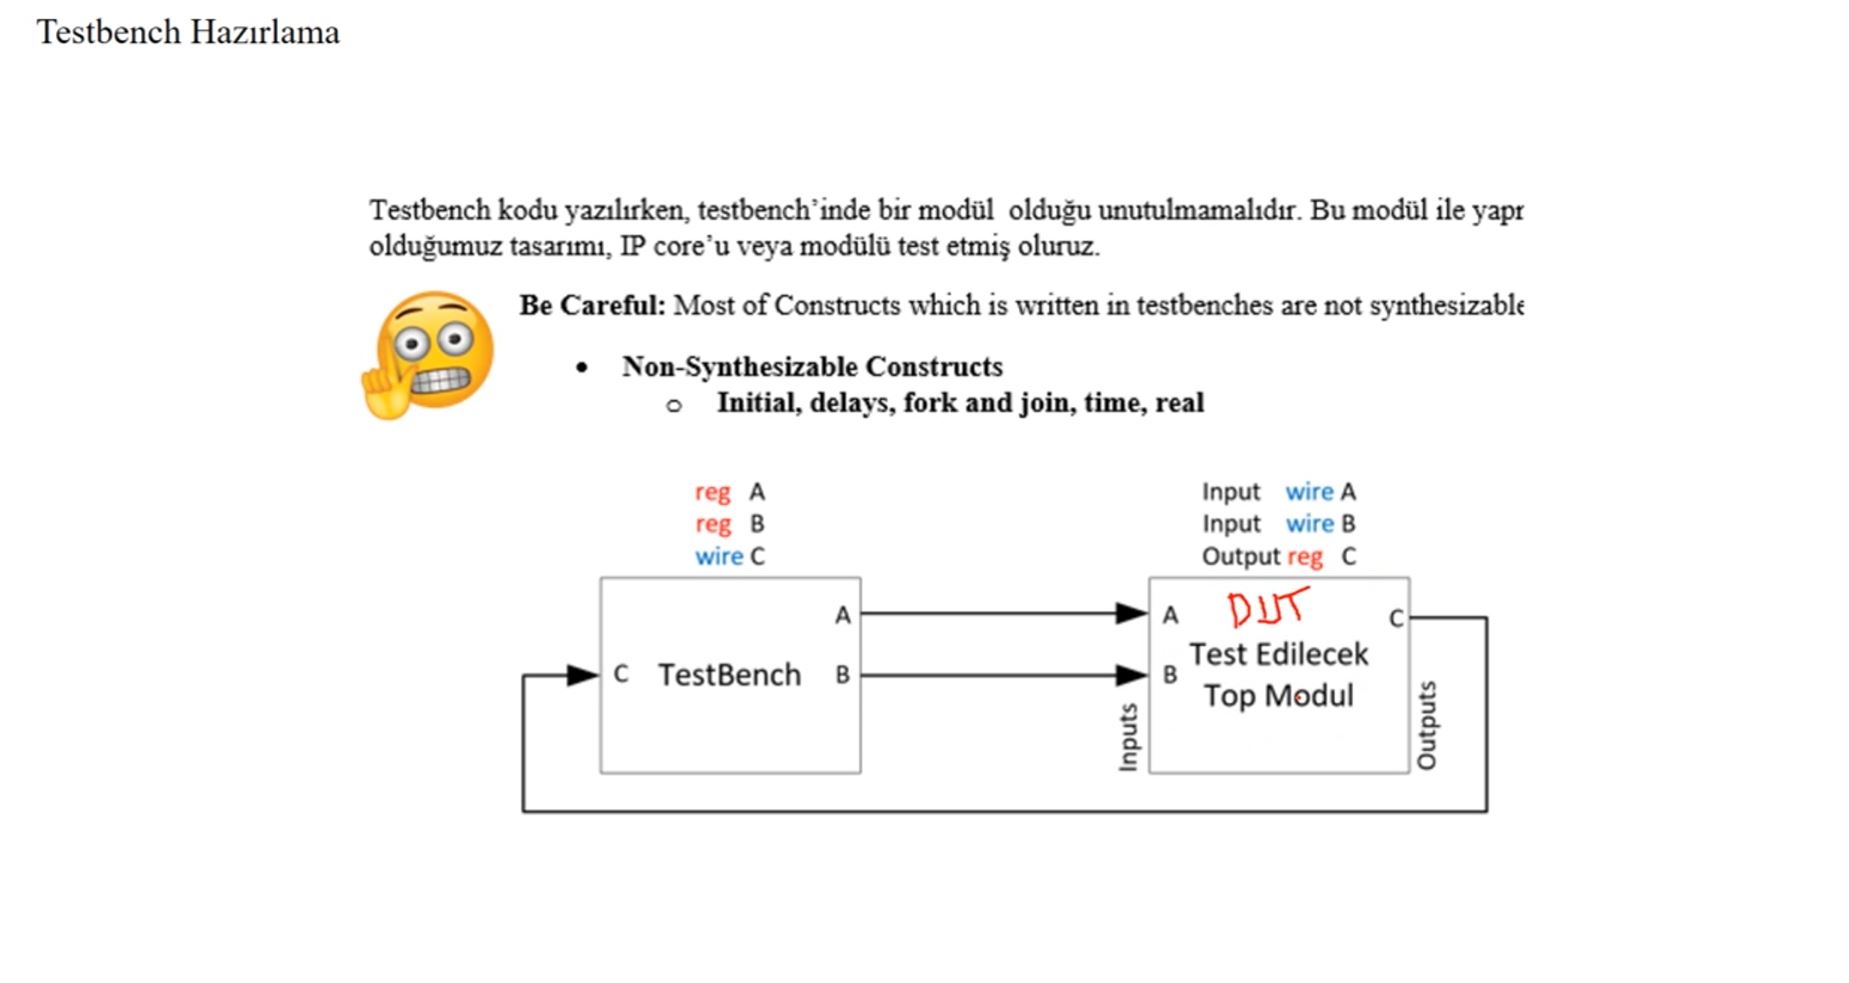 Testbench Hazırlama
Testbench kodu yazılırken, testbench'inde bir modül olduğu unutulmamalıdır. Bu modül ile yapr
olduğumuz tasarımı, IP core'u veya modülü test etmiş oluruz.
Be Careful: Most of Constructs which is written in testbenches are not synthesizable
• Non-Synthesizable Constructs
o Initial, delays, fork and join, time, real
reg A
reg B
wire C
Input wire A
Input wire B
Output reg C
A
C TestBench B
A DUT C
Test Edilecek
B
Top Modul
Inputs
Outputs